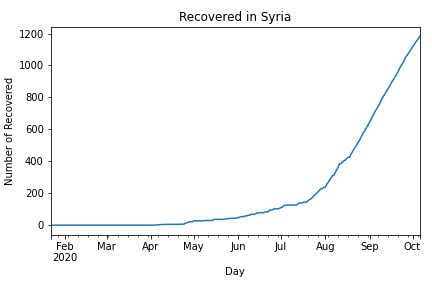 Recovered in Syria
Number of Recovered
1200
1000
800
600
400
200
0
Feb Mar Apr May Jun Jul Aug Sep Oct
2020
Day